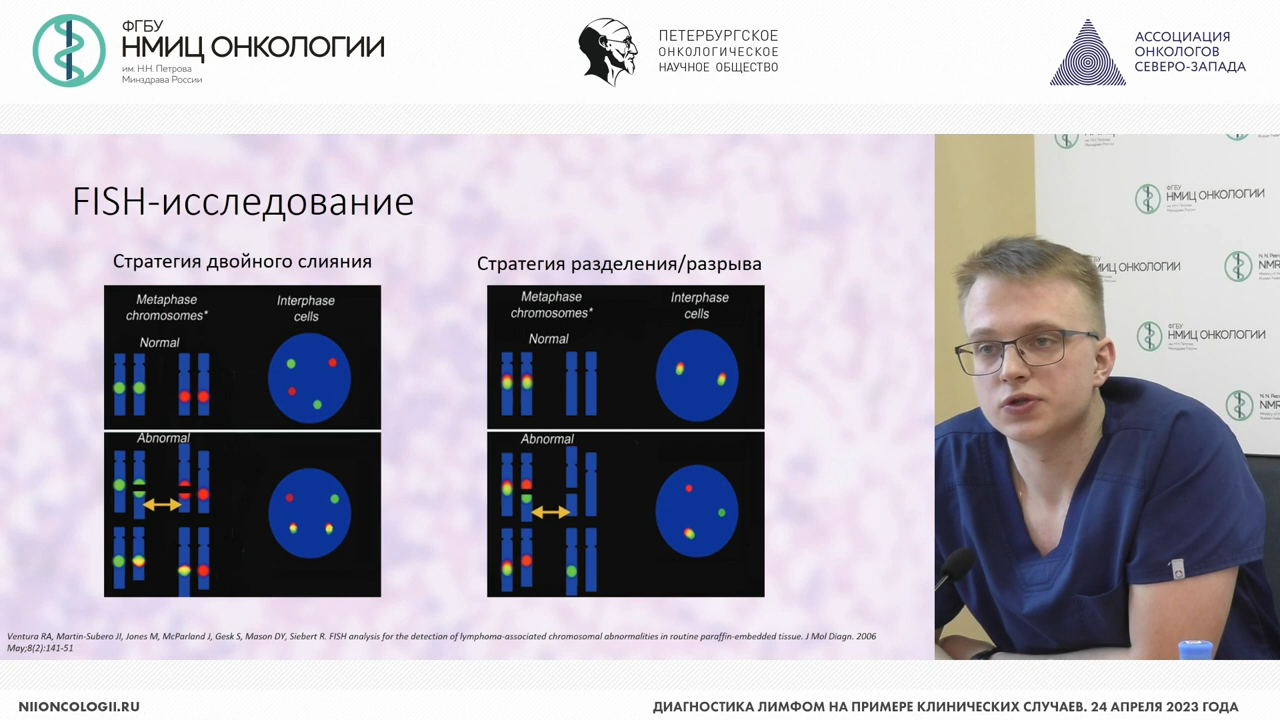 ФГБУ
НМИЦ ОНКОЛОГИИ
им. Н.Н. Петрова
Минздрава России
ПЕТЕРБУРГСКОЕ
ОНКОЛОГИЧЕСКОЕ
НАУЧНОЕ ОБЩЕСТВО
АССОЦИАЦИЯ
ОНКОЛОГОВ
СЕВЕРО-ЗАПАДА
FISH-исследование
Стратегия двойного слияния
Metaphase
chromosomes*
Interphase
cells
Normal
Abnormal
Стратегия разделения/разрыва
Metaphase
chromosomes*
Interphase
cells
Normal
Abnormal
Ventura RA, Martin-Subero JI, Jones M, McParland J, Gesk S, Mason DY, Siebert R. FISH analysis for the detection of lymphoma-associated chromosomal abnormalities in routine paraffin-embedded tissue. J Mol Diagn. 2006
May;8(2):141-51
ФГБУ
НМИЦ ОНКОЛОГИИ
ОНКОЛОГИИ
ФГБУ
НМИЦ ОНКОЛОГИИ
NIIONCOLOGII.RU
ДИАГНОСТИКА ЛИМФОМ НА ПРИМЕРЕ КЛИНИЧЕСКИХ СЛУЧАЕВ. 24 АПРЕЛЯ 2023 ГОДА